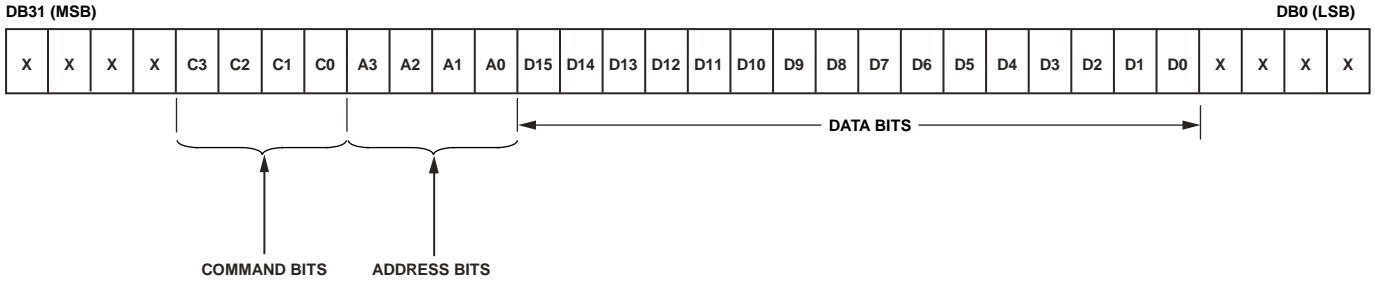 DB31 (MSB) DB0 (LSB)
X X X X C3 C2 C1 C0 A3 A2 A1 A0 D15 D14 D13 D12 D11 D10 D9 D8 D7 D6 D5 D4 D3 D2 D1 D0 X X X X
DATA BITS
COMMAND BITS ADDRESS BITS